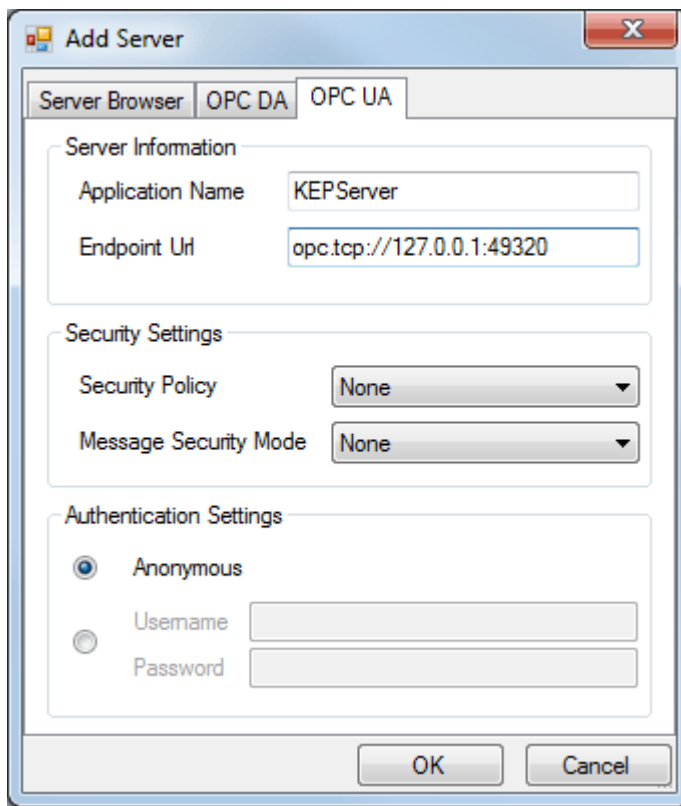 Add Server
Server Browser OPC DA OPC UA
Server Information
Application Name KEPServer
Endpoint Url opc.tcp://127.0.0.1:49320
Security Settings
Security Policy None
Message Security Mode None
Authentication Settings
Anonymous
Username
Password
OK Cancel